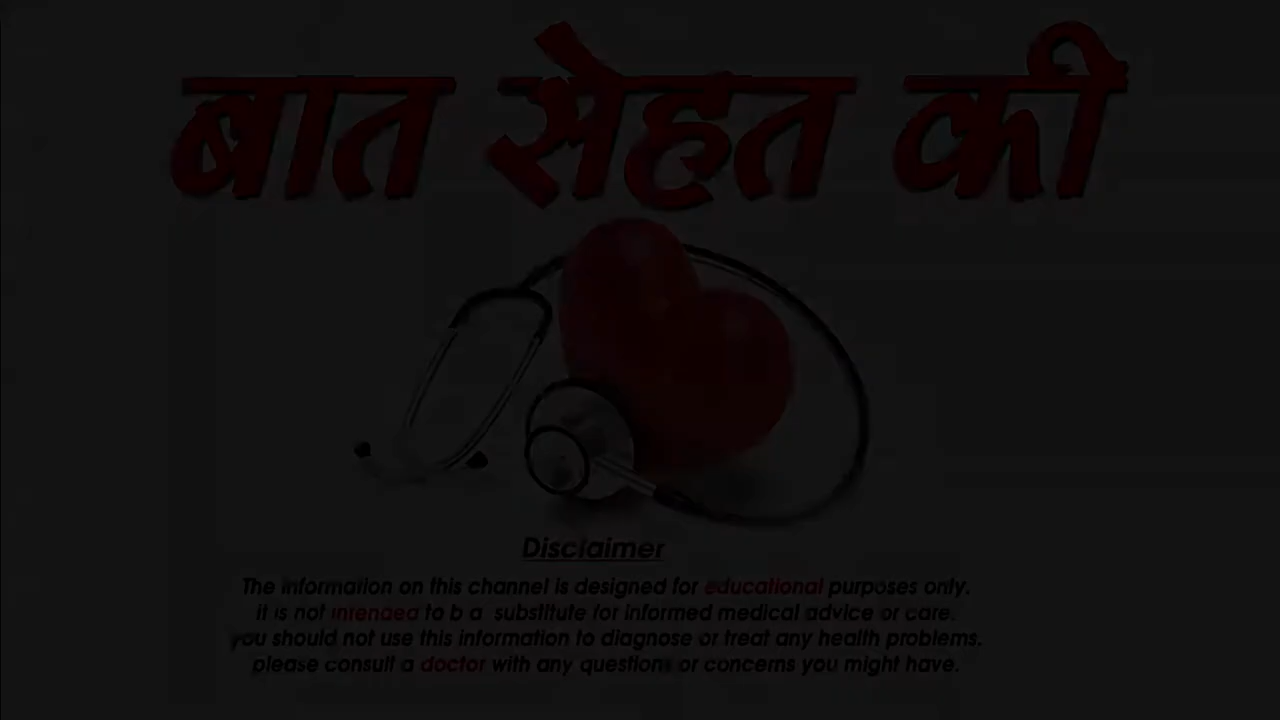 बात सेहत की
Disclaimer
The information on this channel is designed for educational purposes only.
it is not intended to b a substitute for informed medical advice or care.
you should not use this information to diagnose or treat any health problems.
please consult a doctor with any questions or concerns you might have.